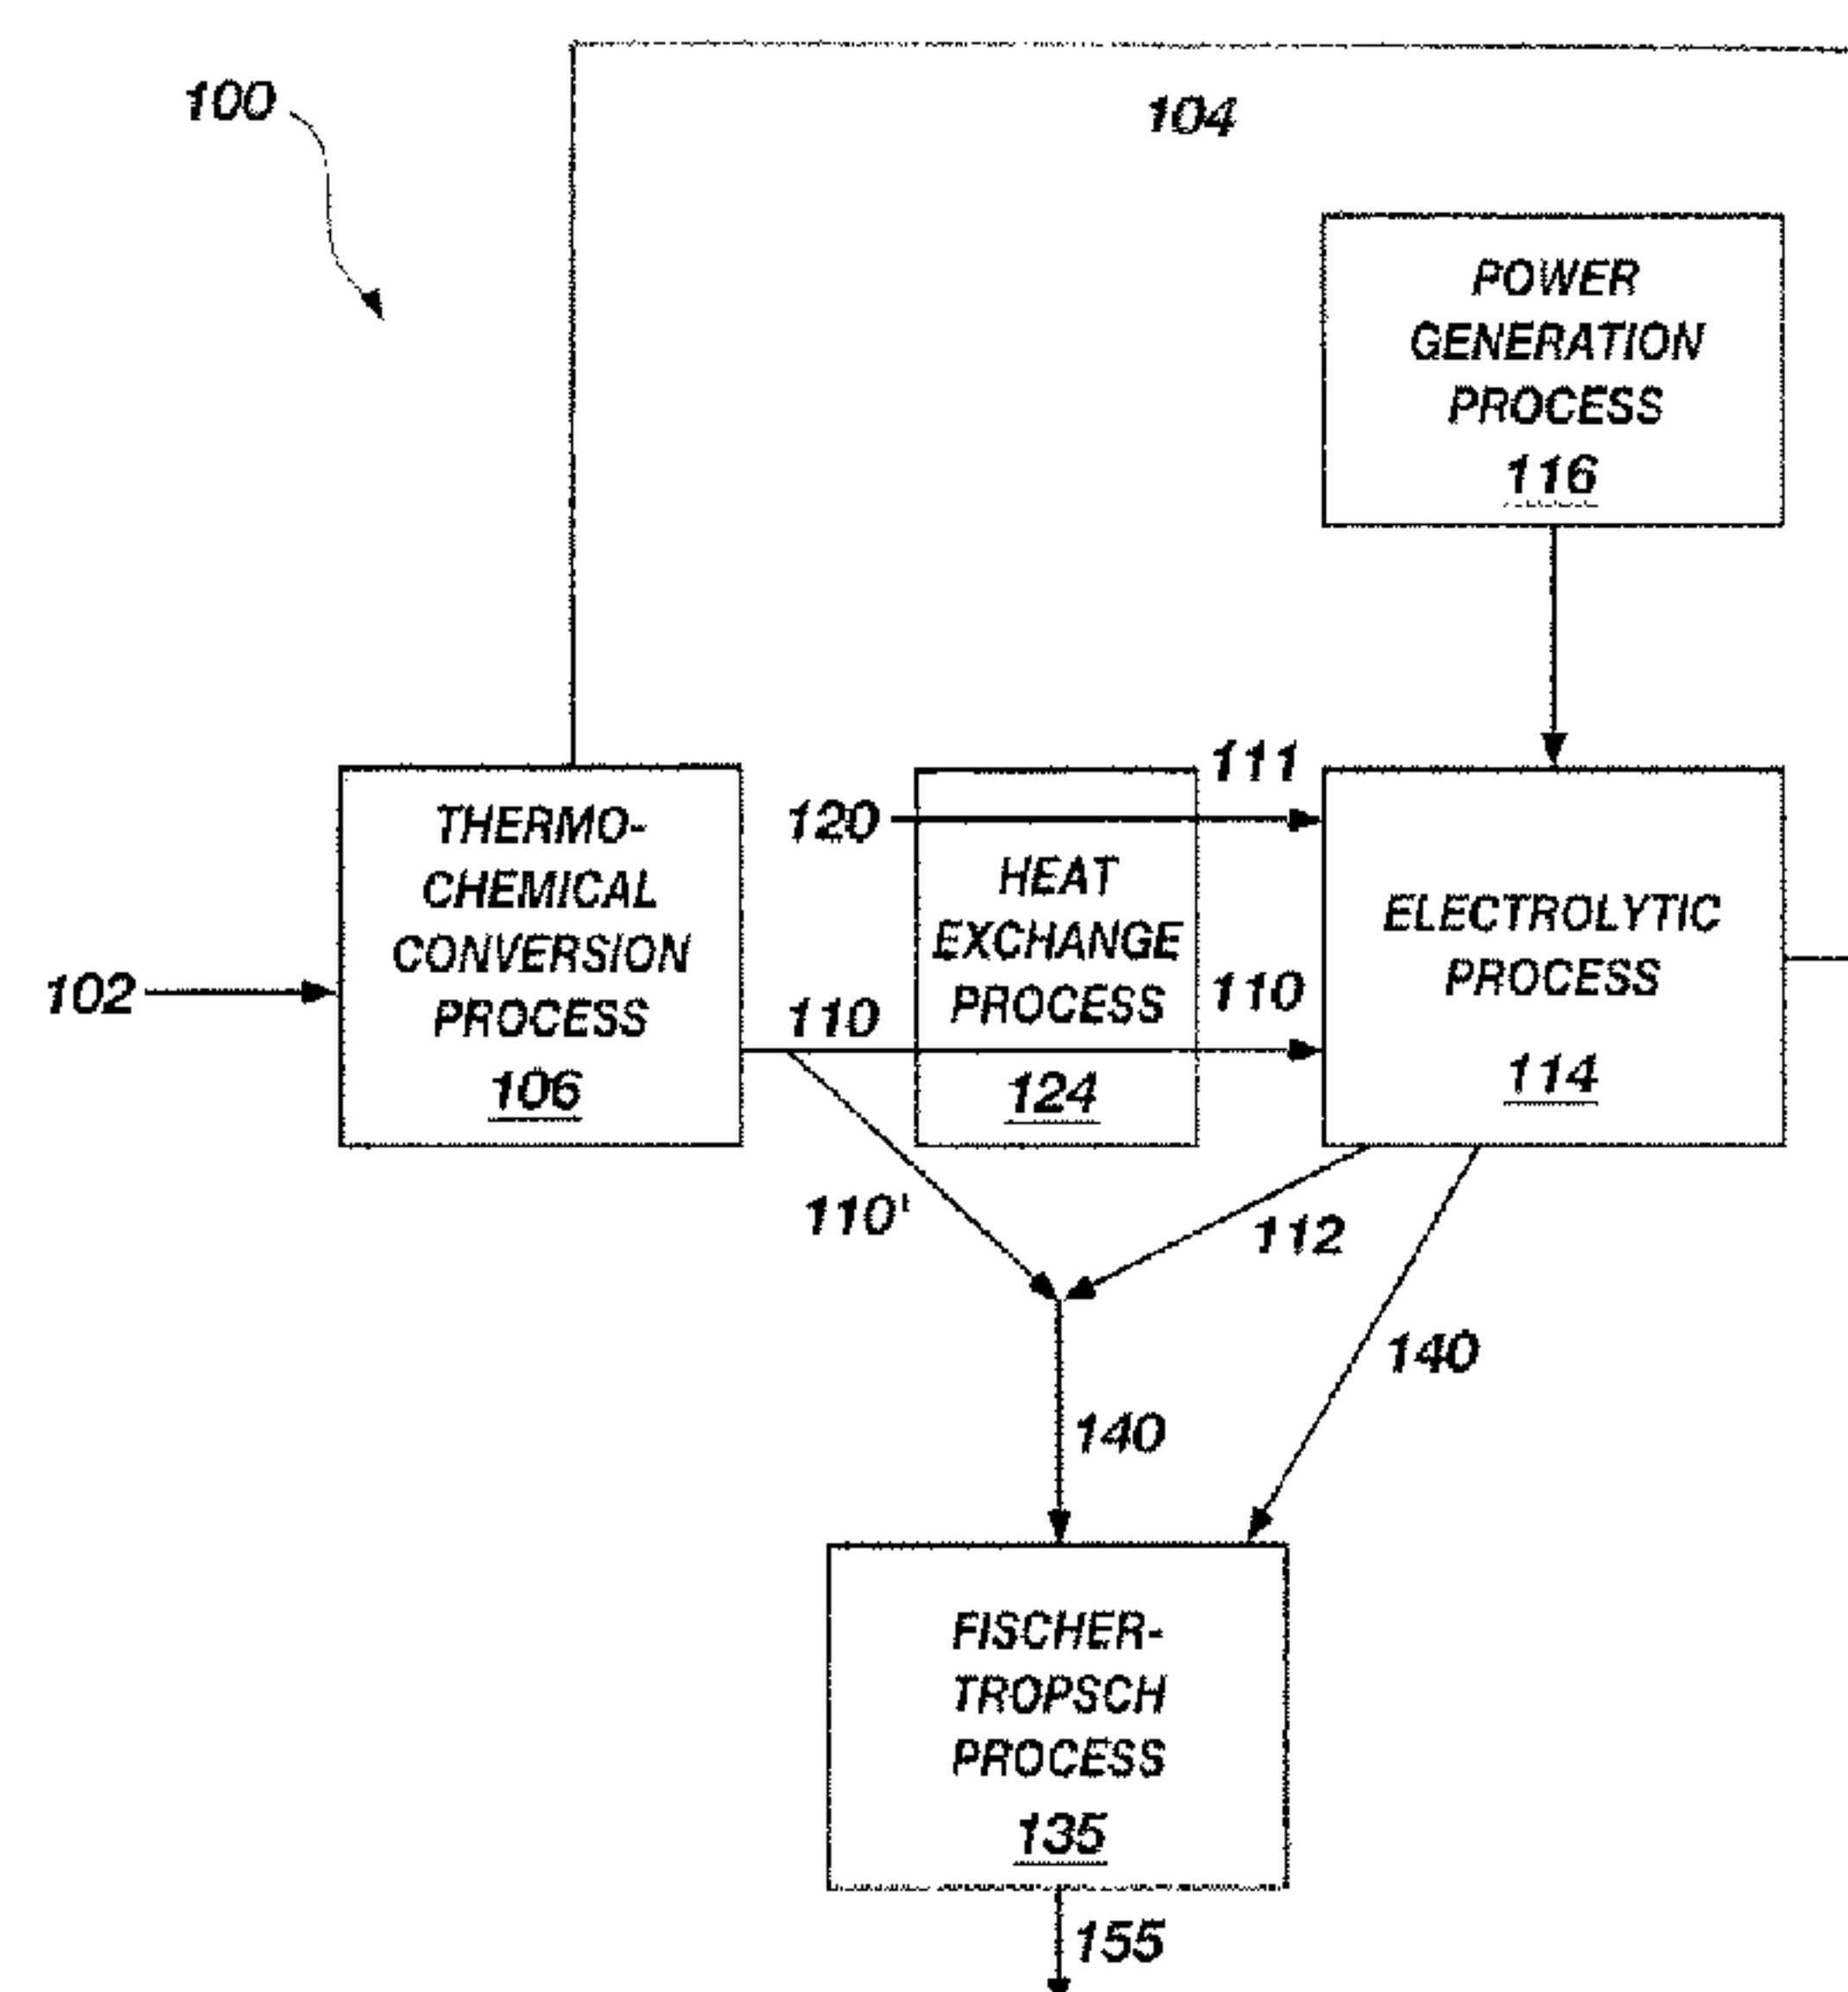 100
104
POWER
GENERATION
PROCESS
116
111
120
THERMO-
CHEMICAL
CONVERSION
PROCESS
106
HEAT
EXCHANGE
PROCESS
124
ELECTROLYTIC
PROCESS
114
102
110
110
110'
112
140
140
FISCHER-
TROPSCH
PROCESS
135
155